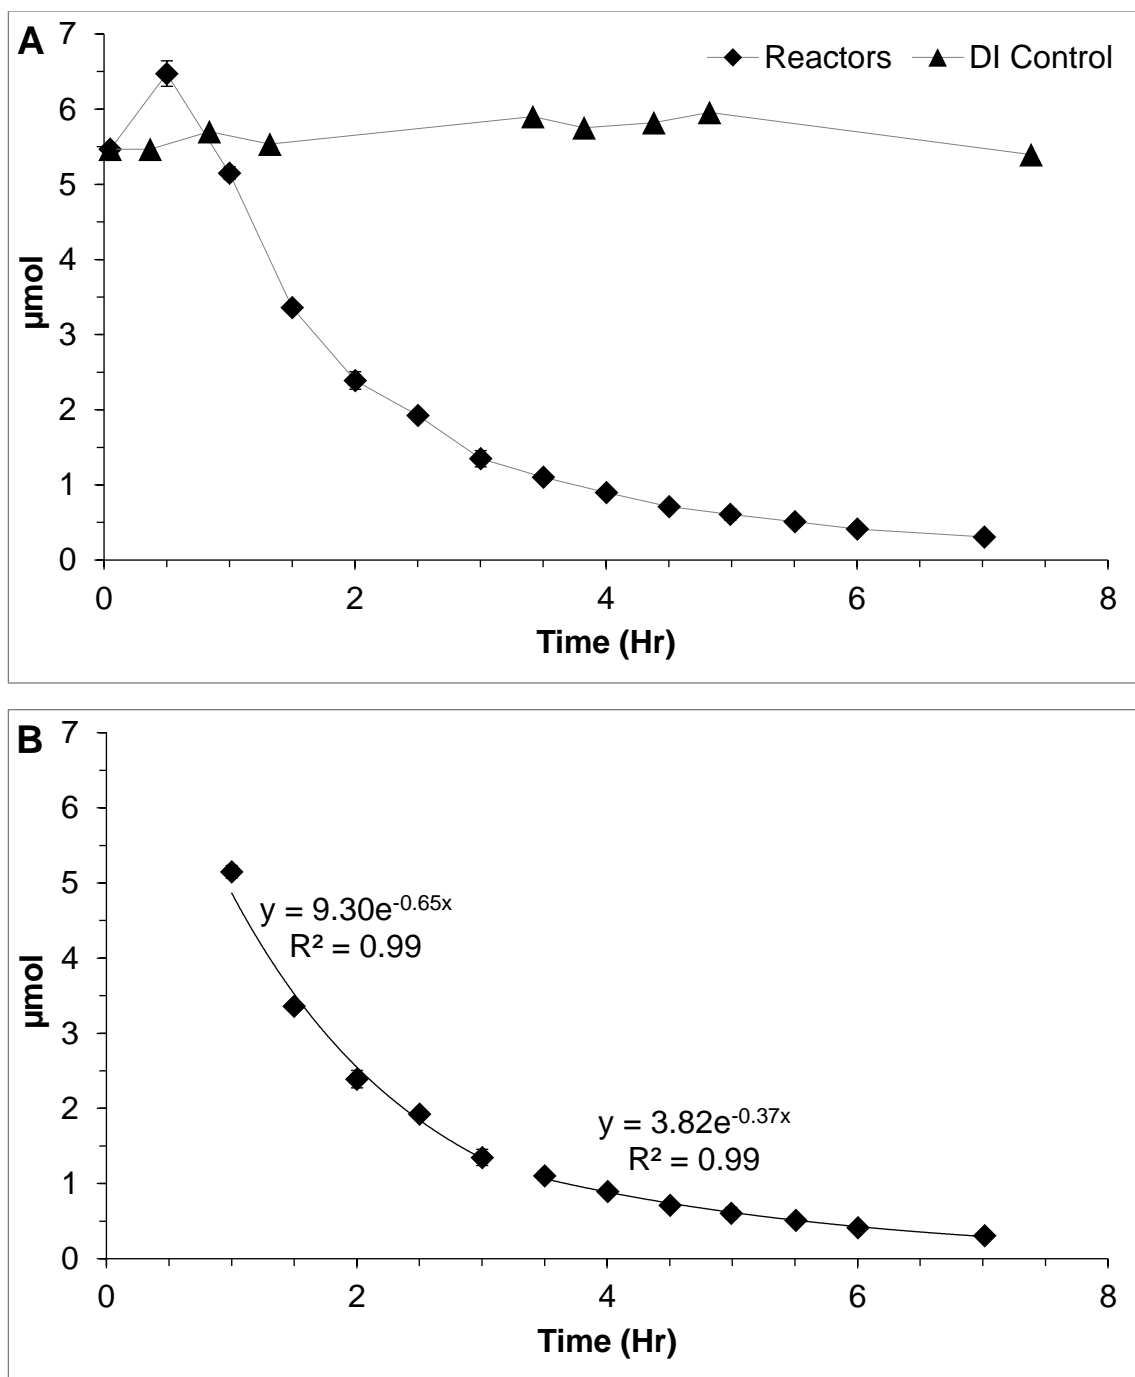 A
Reactors DI Control
7
6
5
4
3
2
1
0
µmol
0 2 4 6 8
Time (Hr)
B
7
6
5
4
3
2
1
0
µmol
y = 9.30e^-0.65x
R² = 0.99
y = 3.82e^-0.37x
R² = 0.99
0 2 4 6 8
Time (Hr)